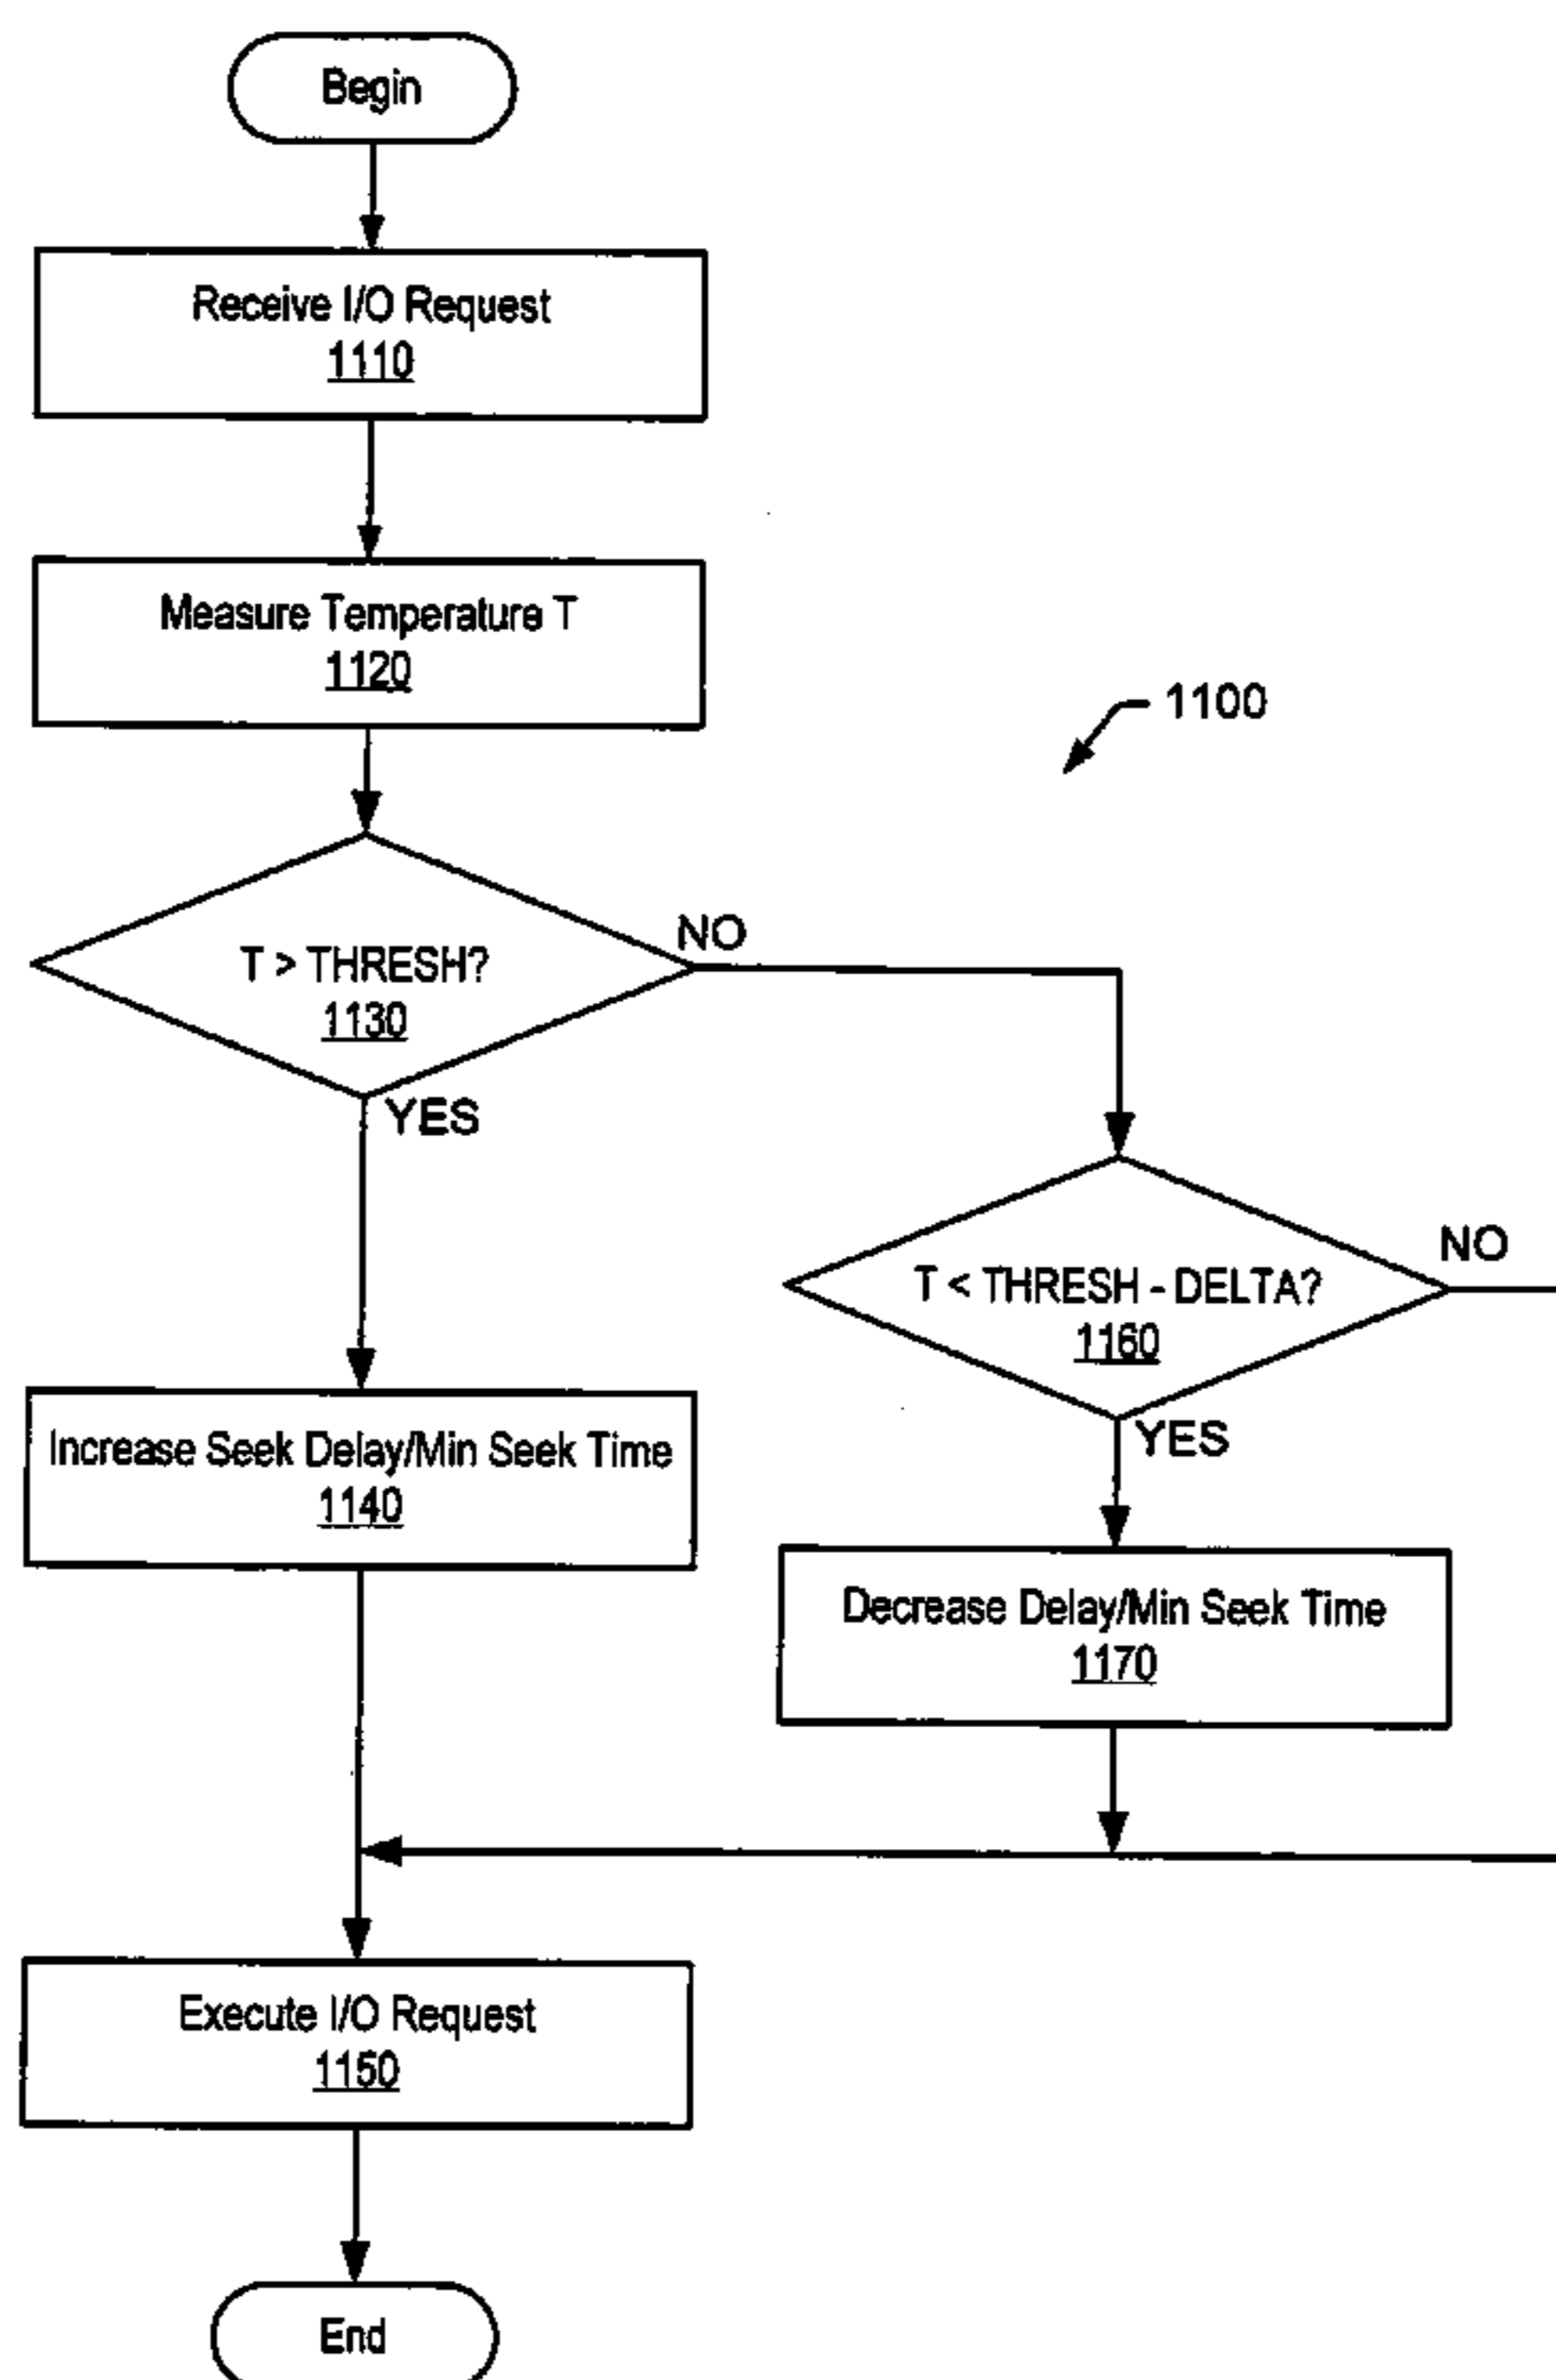 Begin
Receive I/O Request
1110
Measure Temperature T
1120
1100
T > THRESH?
1130
NO
YES
T < THRESH - DELTA?
1160
NO
YES
Increase Seek Delay/Min Seek Time
1140
Decrease Delay/Min Seek Time
1170
Execute I/O Request
1150
End